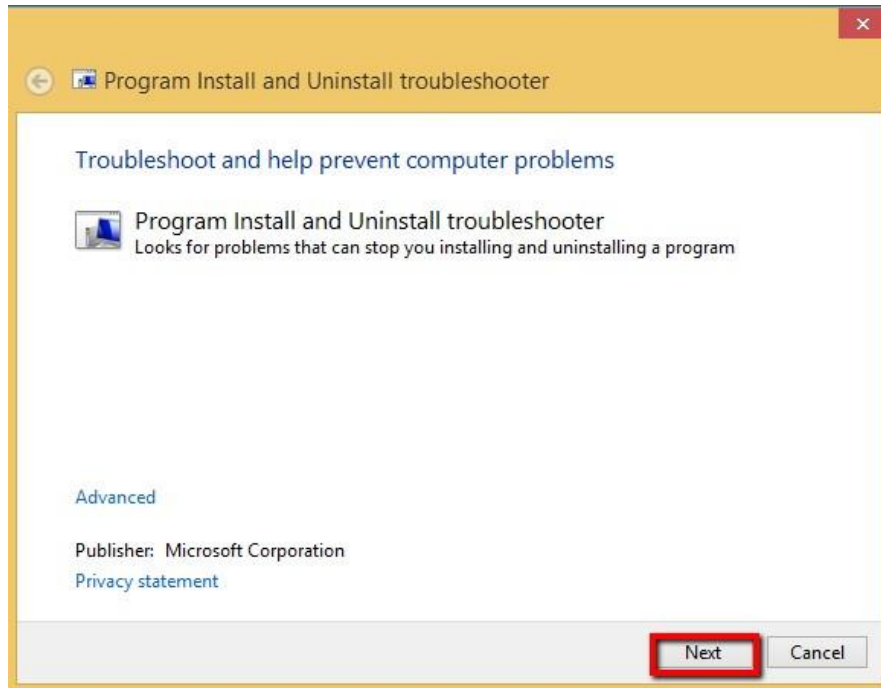 Program Install and Uninstall troubleshooter
Troubleshoot and help prevent computer problems
Program Install and Uninstall troubleshooter
Looks for problems that can stop you installing and uninstalling a program
Advanced
Publisher: Microsoft Corporation
Privacy statement
Next
Cancel